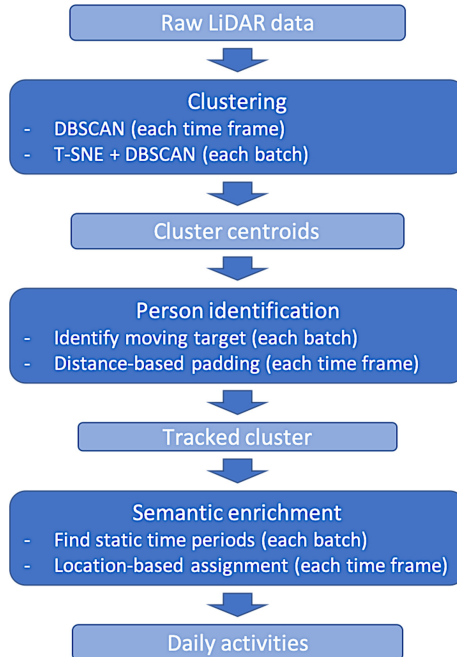 Raw LiDAR data
Clustering
- DBSCAN (each time frame)
- T-SNE + DBSCAN (each batch)
Cluster centroids
Person identification
- Identify moving target (each batch)
- Distance-based padding (each time frame)
Tracked cluster
Semantic enrichment
- Find static time periods (each batch)
- Location-based assignment (each time frame)
Daily activities